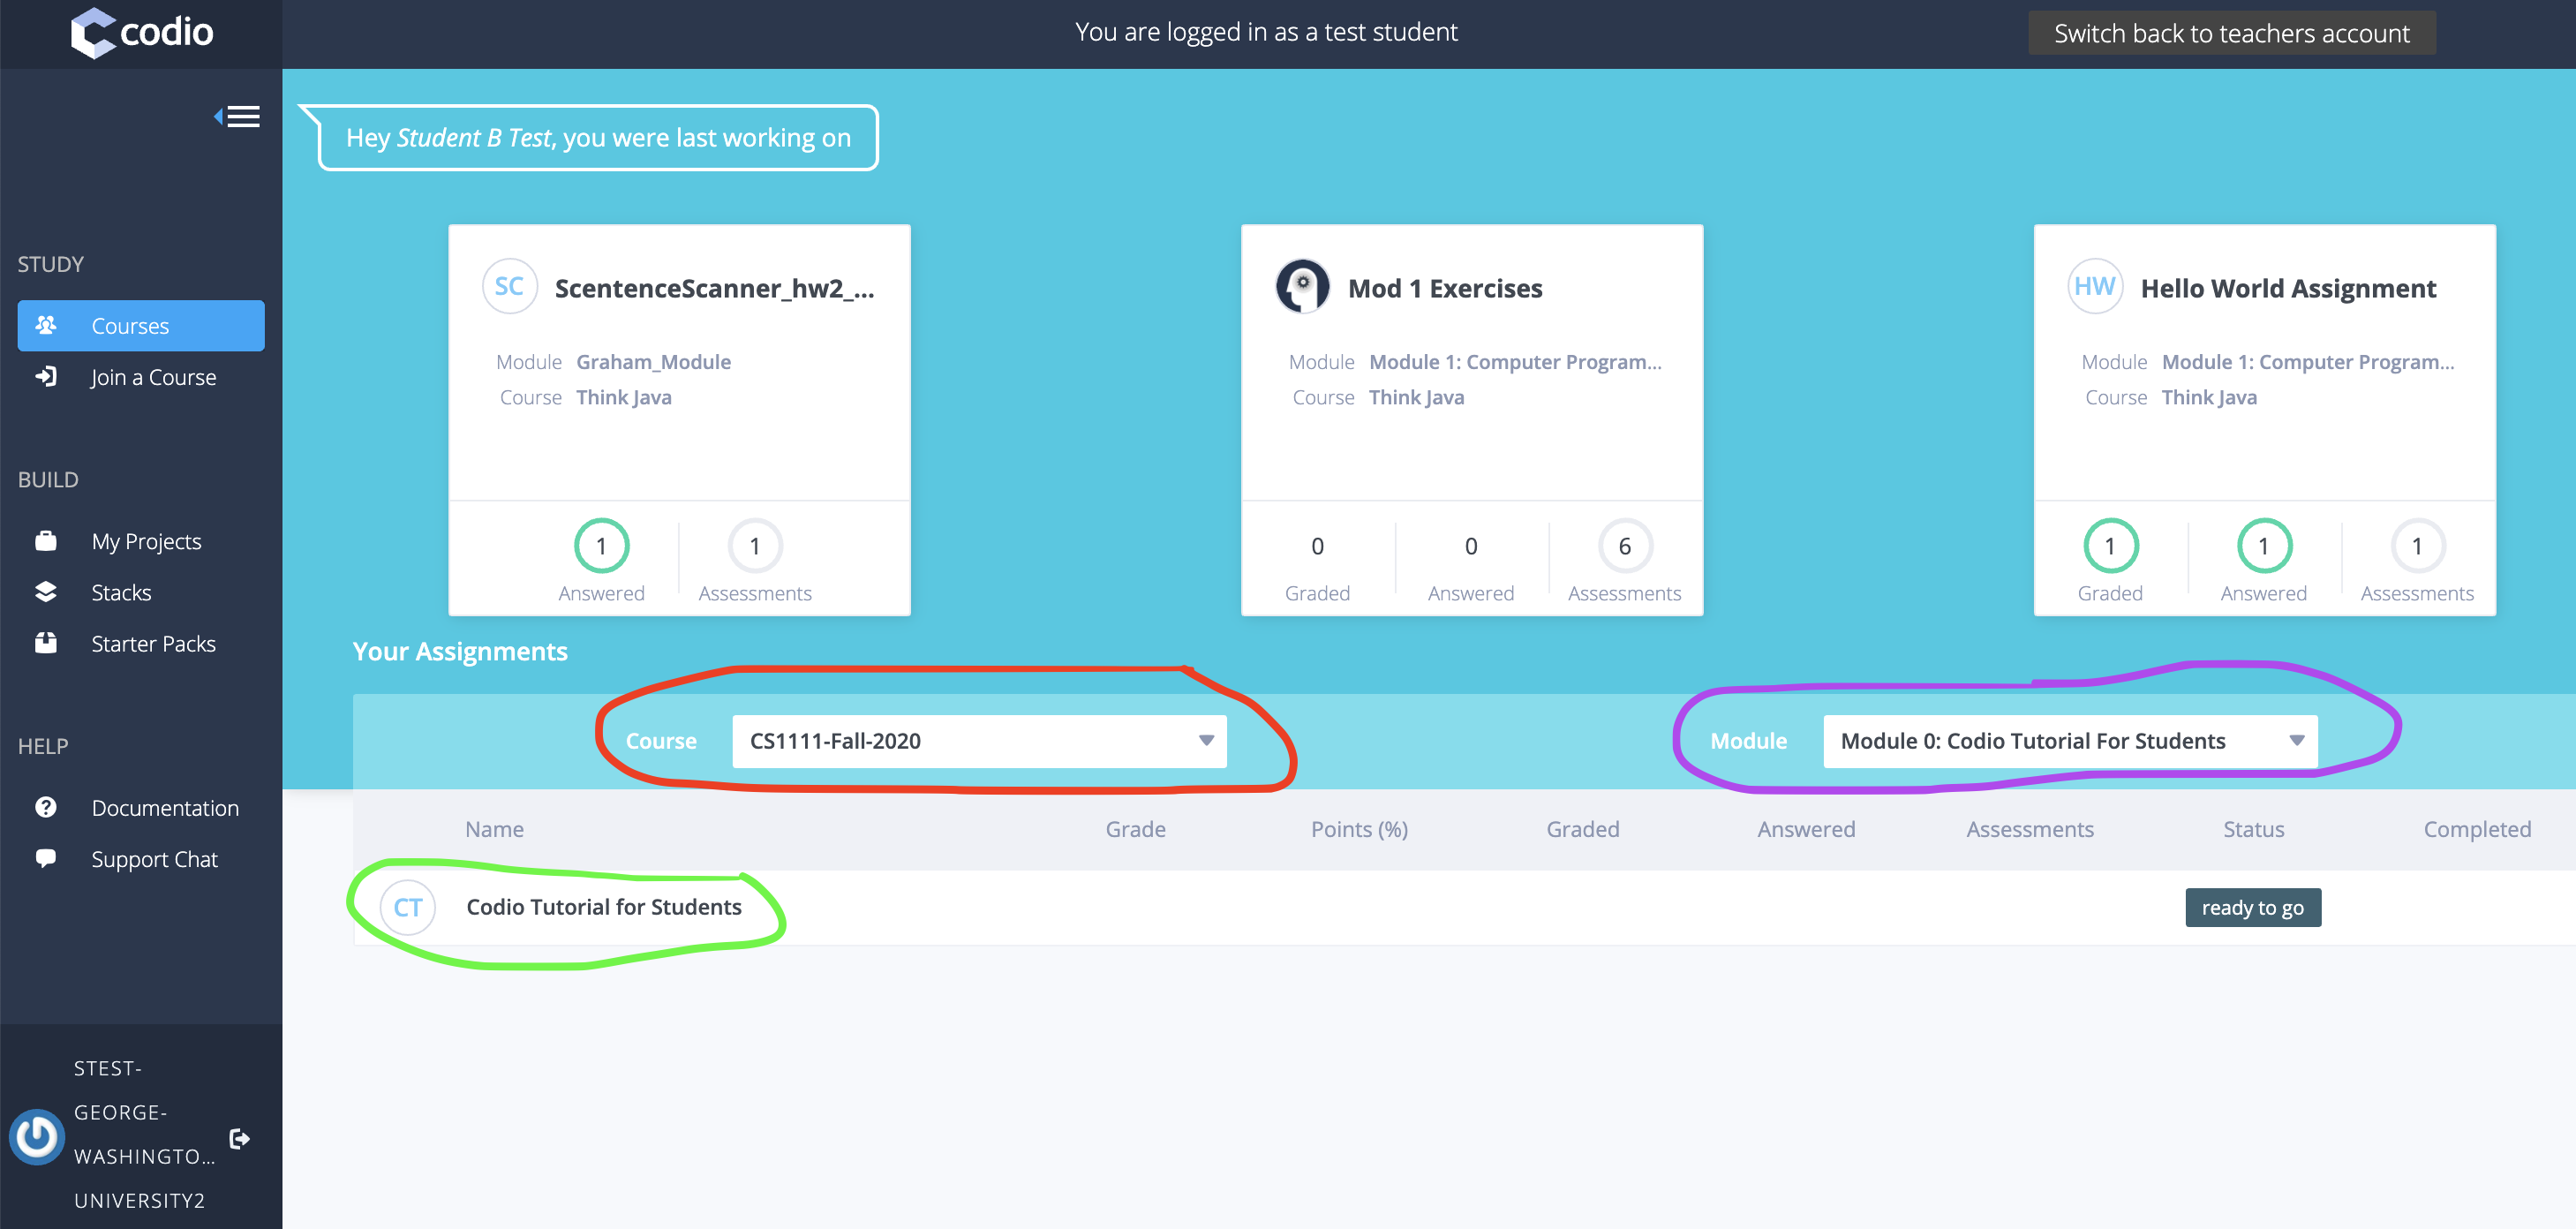 codio
You are logged in as a test student
Switch back to teachers account
Hey Student B Test, you were last working on
STUDY
Courses
Join a Course
BUILD
My Projects
Stacks
Starter Packs
HELP
Documentation
Support Chat
STEST-
GEORGE-
WASHINGTO...
UNIVERSITY2
SC ScentenceScanner_hw2_...
Module Graham_Module
Course Think Java
1 1
Answered Assessments
Mod 1 Exercises
Module Module 1: Computer Program...
Course Think Java
0 0 6
Graded Answered Assessments
HW Hello World Assignment
Module Module 1: Computer Program...
Course Think Java
1 1 1
Graded Answered Assessments
Your Assignments
Course CS1111-Fall-2020 Module Module 0: Codio Tutorial For Students
Name Grade Points (%) Graded Answered Assessments Status Completed
CT Codio Tutorial for Students ready to go